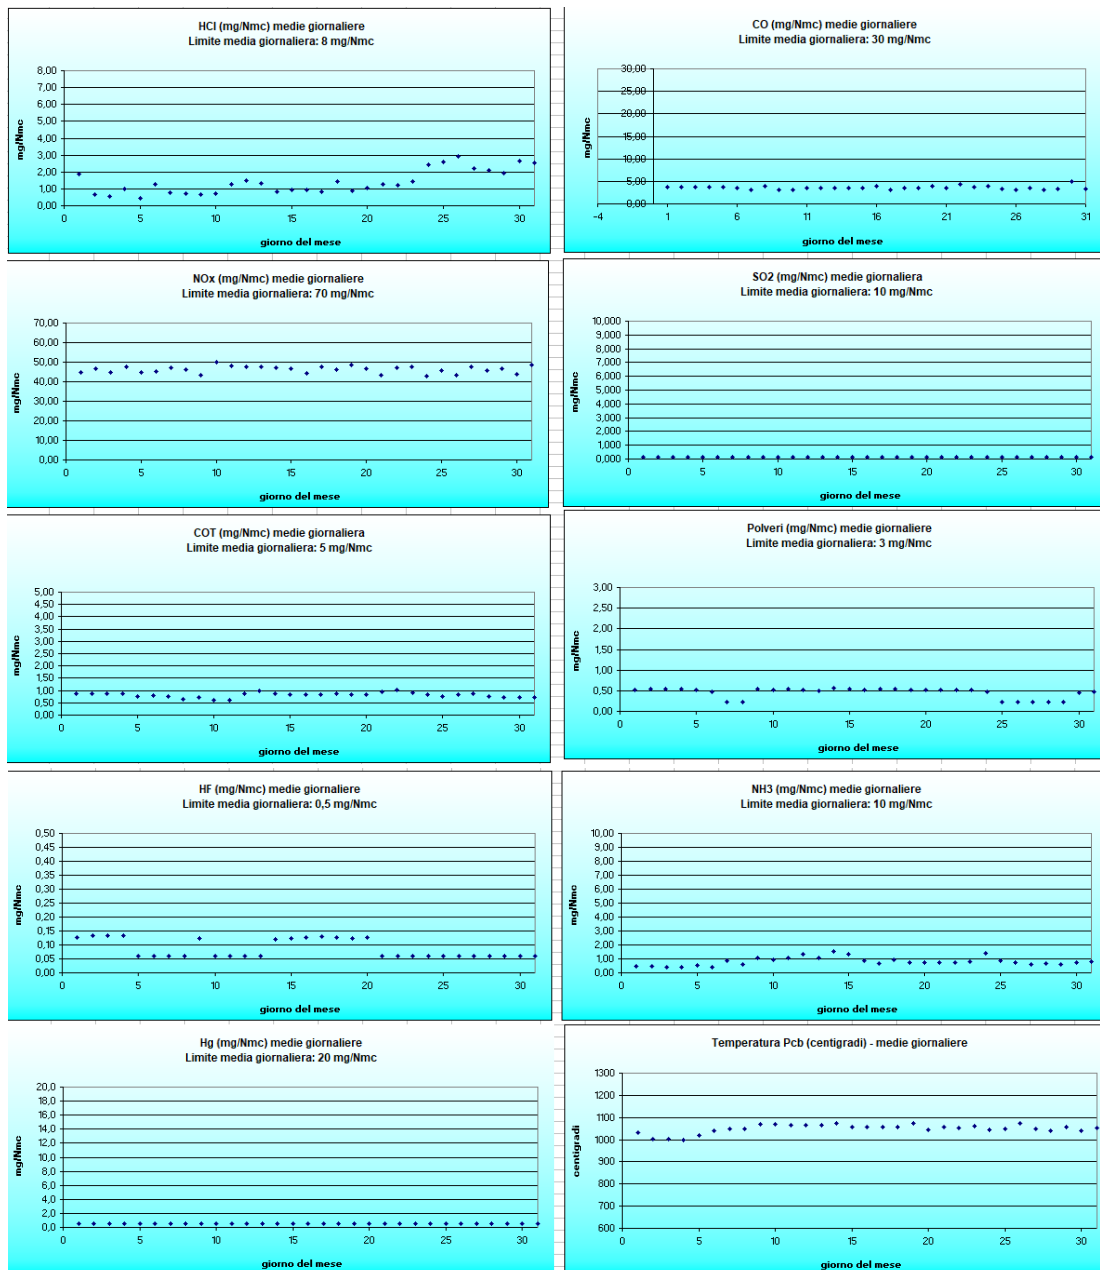 HCl (mg/Nmc) medie giornaliere
Limite media giornaliera: 8 mg/Nmc
8,00
7,00
6,00
5,00
4,00
3,00
2,00
1,00
0,00
mg/Nmc
0 5 10 15 20 25 30
giorno del mese
CO (mg/Nmc) medie giornaliere
Limite media giornaliera: 30 mg/Nmc
30,00
25,00
20,00
15,00
10,00
5,00
0,00
mg/Nmc
-4 1 6 11 16 21 26 31
giorno del mese
NOx (mg/Nmc) medie giornaliere
Limite media giornaliera: 70 mg/Nmc
70,00
60,00
50,00
40,00
30,00
20,00
10,00
0,00
mg/Nmc
0 5 10 15 20 25 30
giorno del mese
SO2 (mg/Nmc) medie giornaliera
Limite media giornaliera: 10 mg/Nmc
10,000
9,000
8,000
7,000
6,000
5,000
4,000
3,000
2,000
1,000
0,000
mg/Nmc
0 5 10 15 20 25 30
giorno del mese
COT (mg/Nmc) medie giornaliera
Limite media giornaliera: 5 mg/Nmc
5,00
4,50
4,00
3,50
3,00
2,50
2,00
1,50
1,00
0,50
0,00
mg/Nmc
0 5 10 15 20 25 30
giorno del mese
Polveri (mg/Nmc) medie giornaliere
Limite media giornaliera: 3 mg/Nmc
3,00
2,50
2,00
1,50
1,00
0,50
0,00
mg/Nmc
0 5 10 15 20 25 30
giorno del mese
HF (mg/Nmc) medie giornaliere
Limite media giornaliera: 0,5 mg/Nmc
0,50
0,45
0,40
0,35
0,30
0,25
0,20
0,15
0,10
0,05
0,00
mg/Nmc
0 5 10 15 20 25 30
giorno del mese
NH3 (mg/Nmc) medie giornaliere
Limite media giornaliera: 10 mg/Nmc
10,00
9,00
8,00
7,00
6,00
5,00
4,00
3,00
2,00
1,00
0,00
mg/Nmc
0 5 10 15 20 25 30
giorno del mese
Hg (mg/Nmc) medie giornaliere
Limite media giornaliera: 20 mg/Nmc
20,0
18,0
16,0
14,0
12,0
10,0
8,0
6,0
4,0
2,0
0,0
mg/Nmc
0 5 10 15 20 25 30
giorno del mese
Temperatura Pcb (centigradi) - medie giornaliere
1300
1200
1100
1000
900
800
700
600
centigradi
0 5 10 15 20 25 30
giorno del mese